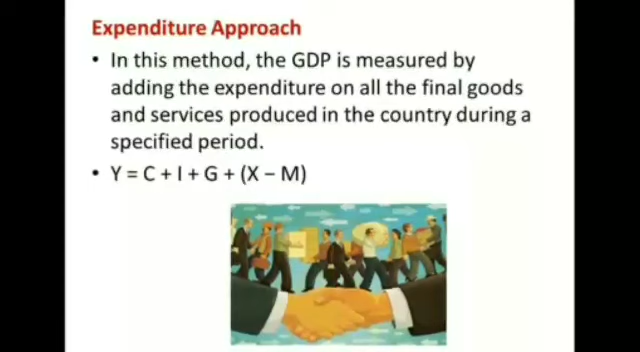 Expenditure Approach
• In this method, the GDP is measured by
adding the expenditure on all the final goods
and services produced in the country during a
specified period.
• Y = C + I + G + (X – M)